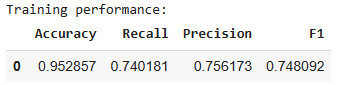 Training performance:
Accuracy Recall Precision F1
0 0.952857 0.740181 0.756173 0.748092